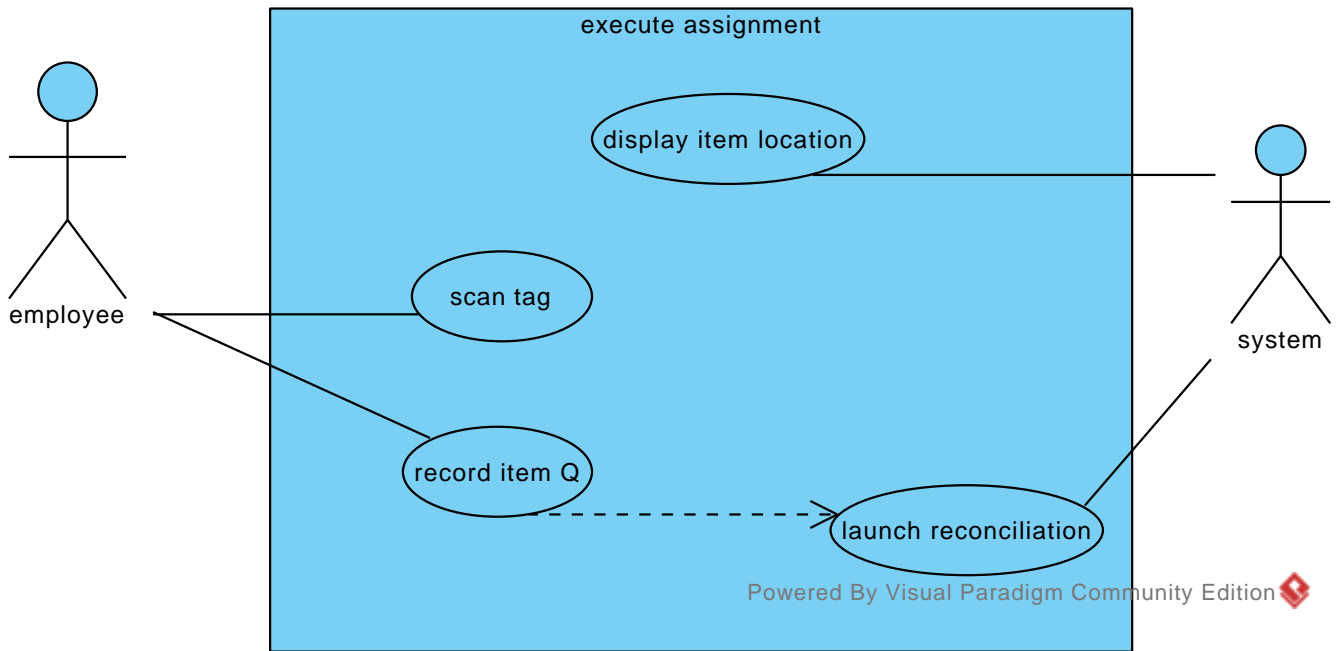 execute assignment
display item location
scan tag
employee
system
record item Q
launch reconciliation
Powered By Visual Paradigm Community Edition